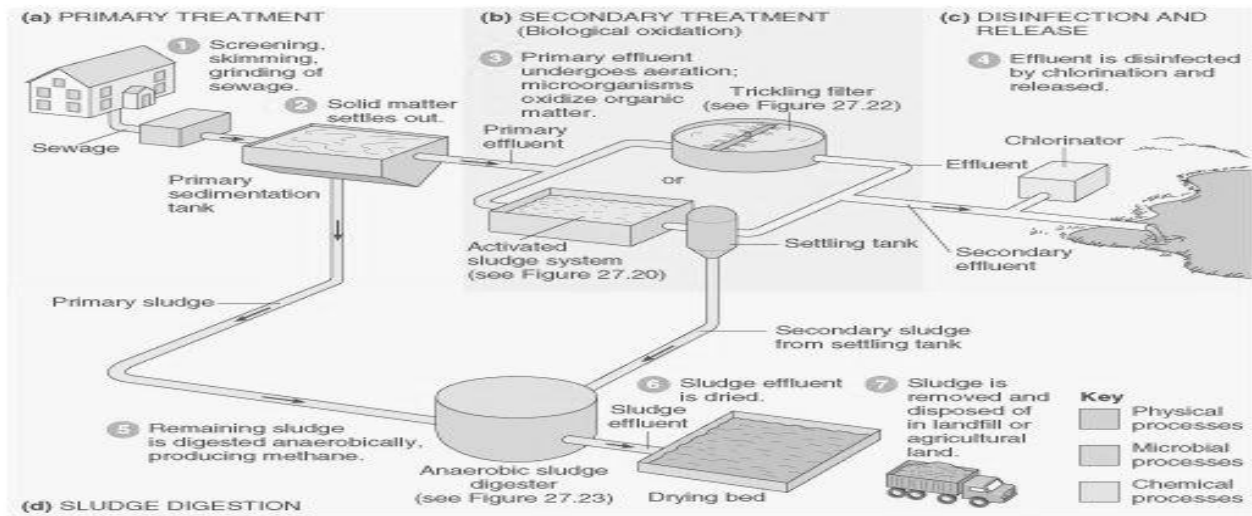 (a) PRIMARY TREATMENT
1 Screening,
skimming,
grinding of
sewage.
2 Solid matter
settles out.
Sewage
Primary
sedimentation
tank
(b) SECONDARY TREATMENT
(Biological oxidation)
3 Primary effluent
undergoes aeration;
microorganisms
oxidize organic
matter.
Trickling filter
(see Figure 27.22)
Primary
effluent
or
Activated
sludge system
(see Figure 27.20)
Settling tank
(c) DISINFECTION AND
RELEASE
4 Effluent is disinfected
by chlorination and
released.
Chlorinator
Effluent
Secondary
effluent
Primary sludge
Secondary sludge
from settling tank
5 Remaining sludge
is digested anaerobically,
producing methane.
Anaerobic sludge
digester
(see Figure 27.23)
6 Sludge effluent
is dried.
Sludge
effluent
Drying bed
7 Sludge is
removed and
disposed of
in landfill or
agricultural
land.
Key
Physical
processes
Microbial
processes
Chemical
processes
(d) SLUDGE DIGESTION